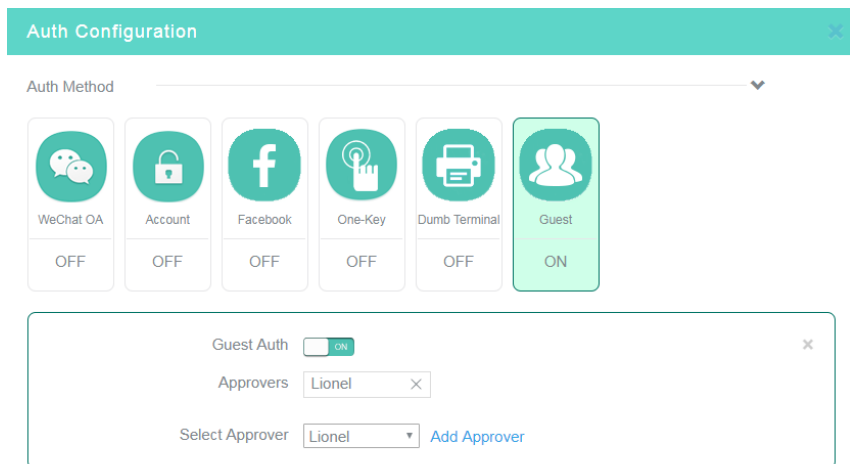 Auth Configuration
Auth Method
WeChat OA Account Facebook One-Key Dumb Terminal Guest
OFF OFF OFF OFF OFF ON
Guest Auth ON
Approvers Lionel
Select Approver Lionel Add Approver